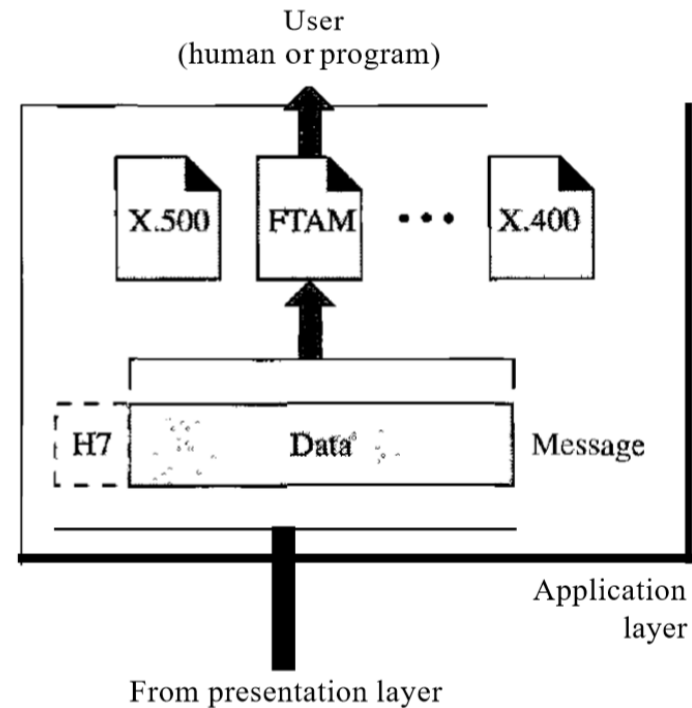 User
(human or program)
X.500
FTAM
X.400
H7
Data
Message
Application
layer
From presentation layer